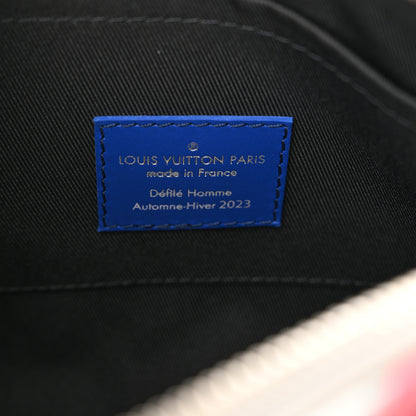 LOUIS VUITTON PARIS
made in France
Défilé Homme
Automne-Hiver 2023